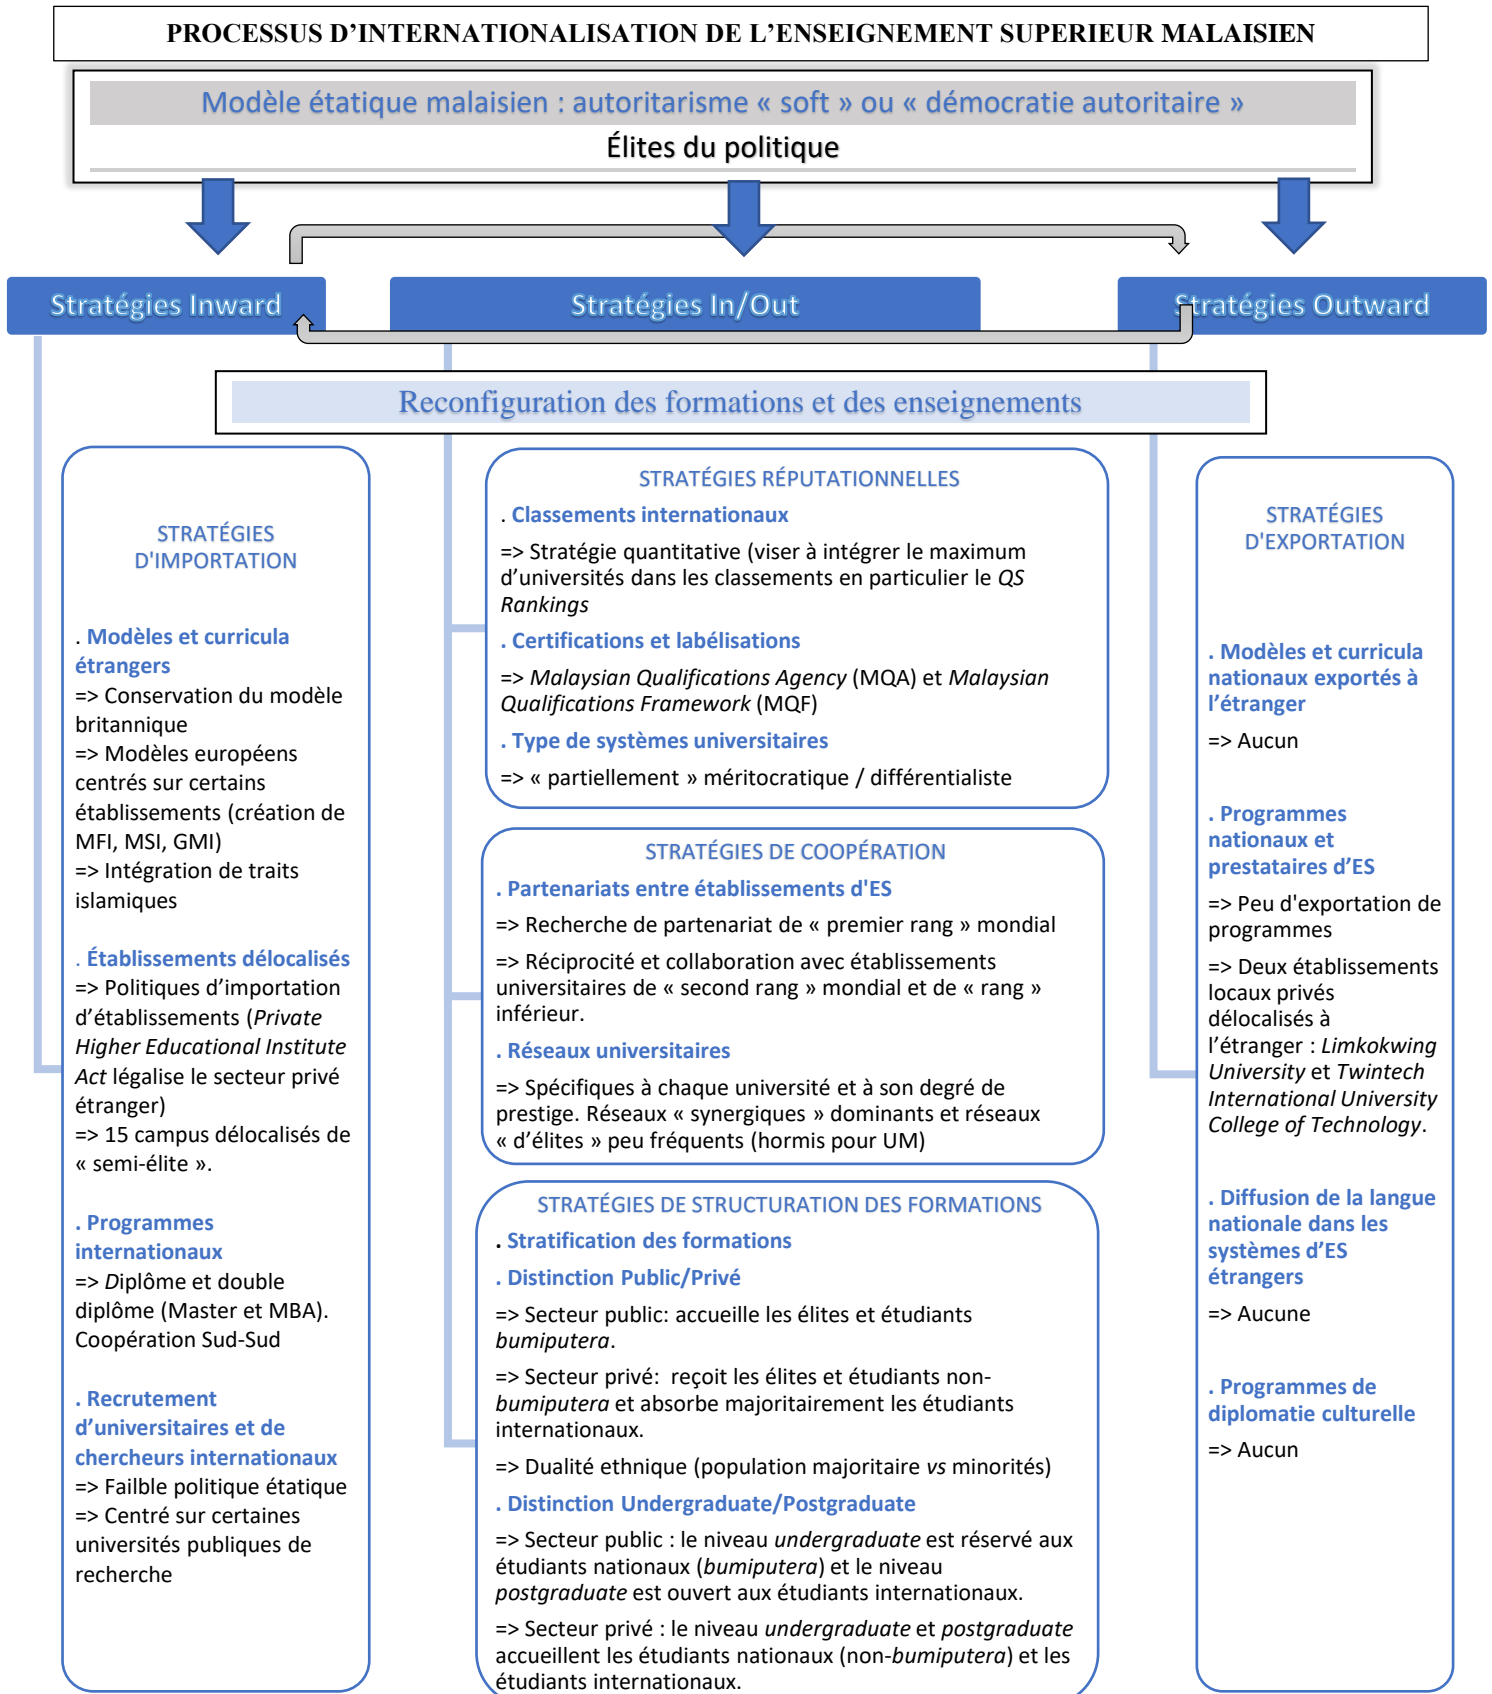 PROCESSUS D’INTERNATIONALISATION DE L’ENSEIGNEMENT SUPERIEUR MALAISIEN
Modèle étatique malaisien : autoritarisme « soft » ou « démocratie autoritaire »
Élites du politique
Stratégies Inward
Stratégies In/Out
Stratégies Outward
Reconfiguration des formations et des enseignements
STRATÉGIES
D'IMPORTATION
. Modèles et curricula
étrangers
=> Conservation du modèle
britannique
=> Modèles européens
centrés sur certains
établissements (création de
MFI, MSI, GMI)
=> Intégration de traits
islamiques
. Établissements délocalisés
=> Politiques d’importation
d’établissements (Private
Higher Educational Institute
Act légalise le secteur privé
étranger)
=> 15 campus délocalisés de
« semi-élite ».
. Programmes
internationaux
=> Diplôme et double
diplôme (Master et MBA).
Coopération Sud-Sud
. Recrutement
d’universitaires et de
chercheurs internationaux
=> Failble politique étatique
=> Centré sur certaines
universités publiques de
recherche
STRATÉGIES RÉPUTATIONNELLES
. Classements internationaux
=> Stratégie quantitative (viser à intégrer le maximum
d’universités dans les classements en particulier le QS
Rankings
. Certifications et labélisations
=> Malaysian Qualifications Agency (MQA) et Malaysian
Qualifications Framework (MQF)
. Type de systèmes universitaires
=> « partiellement » méritocratique / différentialiste
STRATÉGIES DE COOPÉRATION
. Partenariats entre établissements d'ES
=> Recherche de partenariat de « premier rang » mondial
=> Réciprocité et collaboration avec établissements
universitaires de « second rang » mondial et de « rang »
inférieur.
. Réseaux universitaires
=> Spécifiques à chaque université et à son degré de
prestige. Réseaux « synergiques » dominants et réseaux
« d’élites » peu fréquents (hormis pour UM)
STRATÉGIES DE STRUCTURATION DES FORMATIONS
. Stratification des formations
. Distinction Public/Privé
=> Secteur public: accueille les élites et étudiants
bumiputera.
=> Secteur privé: reçoit les élites et étudiants non-
bumiputera et absorbe majoritairement les étudiants
internationaux.
=> Dualité ethnique (population majoritaire vs minorités)
. Distinction Undergraduate/Postgraduate
=> Secteur public : le niveau undergraduate est réservé aux
étudiants nationaux (bumiputera) et le niveau
postgraduate est ouvert aux étudiants internationaux.
=> Secteur privé : le niveau undergraduate et postgraduate
accueillent les étudiants nationaux (non-bumiputera) et les
étudiants internationaux.
STRATÉGIES
D'EXPORTATION
. Modèles et curricula
nationaux exportés à
l’étranger
=> Aucun
. Programmes
nationaux et
prestataires d’ES
=> Peu d'exportation de
programmes
=> Deux établissements
locaux privés
délocalisés à
l’étranger : Limkokwing
University et Twintech
International University
College of Technology.
. Diffusion de la langue
nationale dans les
systèmes d’ES
étrangers
=> Aucune
. Programmes de
diplomatie culturelle
=> Aucun